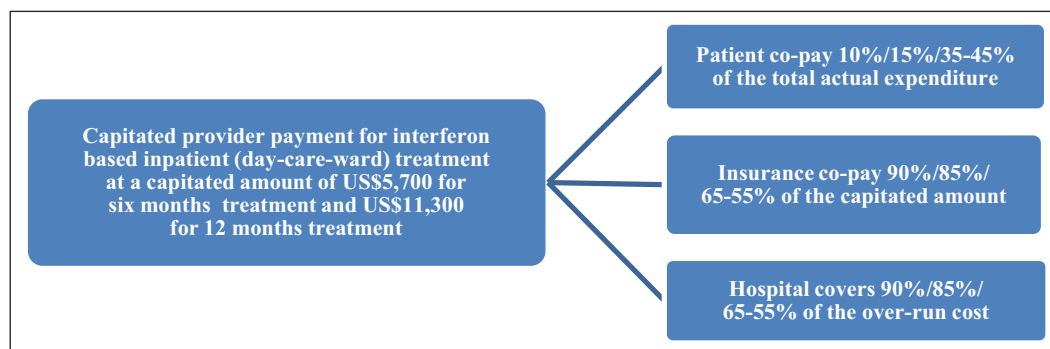 Capitated provider payment for interferon
based inpatient (day-care-ward) treatment
at a capitated amount of US$5,700 for
six months treatment and US$11,300
for 12 months treatment
Patient co-pay 10%/15%/35-45%
of the total actual expenditure
Insurance co-pay 90%/85%/
65-55% of the capitated amount
Hospital covers 90%/85%/
65-55% of the over-run cost